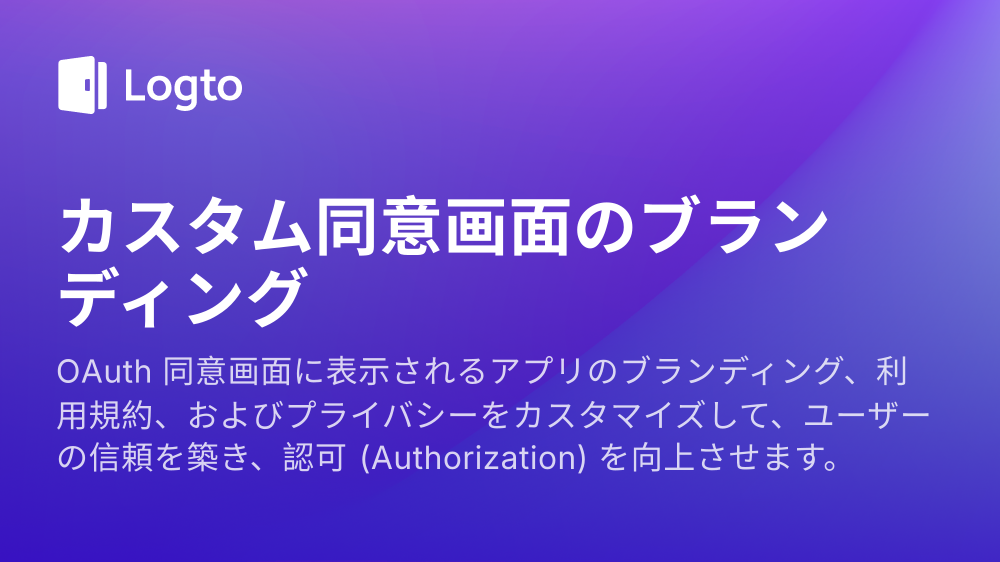 Logto
カスタム同意画面のブラン
ディング
OAuth 同意画面に表示されるアプリのブランディング、利
用規約、およびプライバシーをカスタマイズして、ユーザー
の信頼を築き、認可 (Authorization) を向上させます。